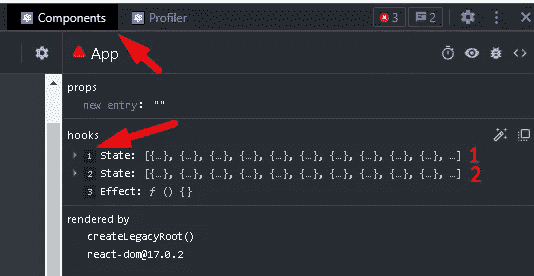 Components Profiler 3 2
App
props
new entry: ""
hooks
1 State: [{…}, {…}, {…}, {…}, {…}, {…}, {…}, {…}, {…}, {…}, …] 1
2 State: [{…}, {…}, {…}, {…}, {…}, {…}, {…}, {…}, {…}, {…}, …] 2
3 Effect: ƒ () {}
rendered by
createLegacyRoot()
react-dom@17.0.2